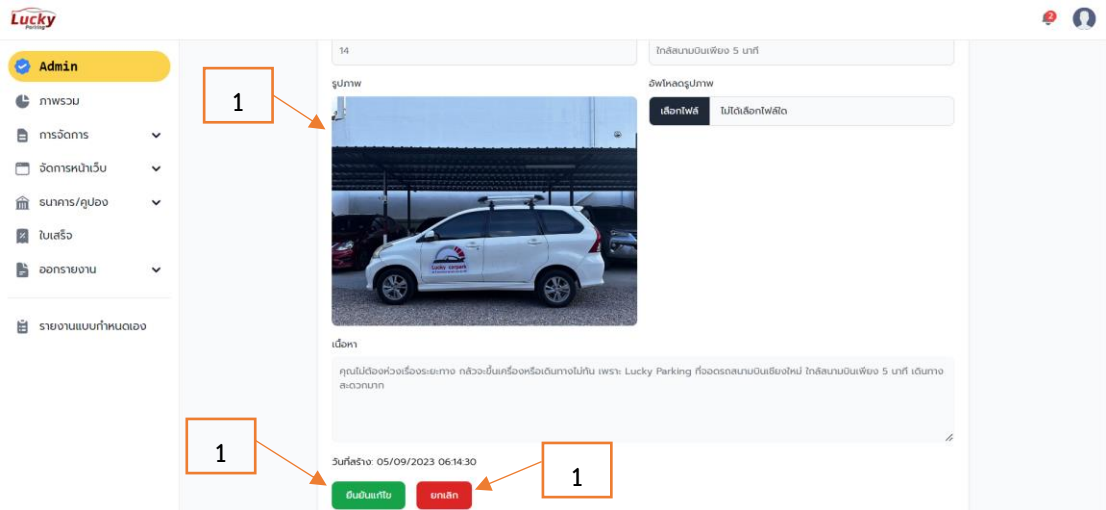 Lucky
Parking
2
Admin
ภาพรวม
การจัดการ
จัดการหน้าเว็บ
ธนาคาร/คูปอง
ใบเสร็จ
ออกรายงาน
รายงานแบบกำหนดเอง
14
ใกล้สนามบินเพียง 5 นาที
รูปภาพ
อัพโหลดรูปภาพ
เลือกไฟล์ ไม่ได้เลือกไฟล์ใด
1
Lucky carpark
เนื้อหา
คุณไม่ต้องห่วงเรื่องระยะทาง กลัวจะขึ้นเครื่องหรือเดินทางไม่ทัน เพราะ Lucky Parking ที่จอดรถสนามบินเชียงใหม่ ใกล้สนามบินเพียง 5 นาที เดินทาง
สะดวกมาก
1
วันที่สร้าง: 05/09/2023 06:14:30
1
ยืนยันแก้ไข
ยกเลิก